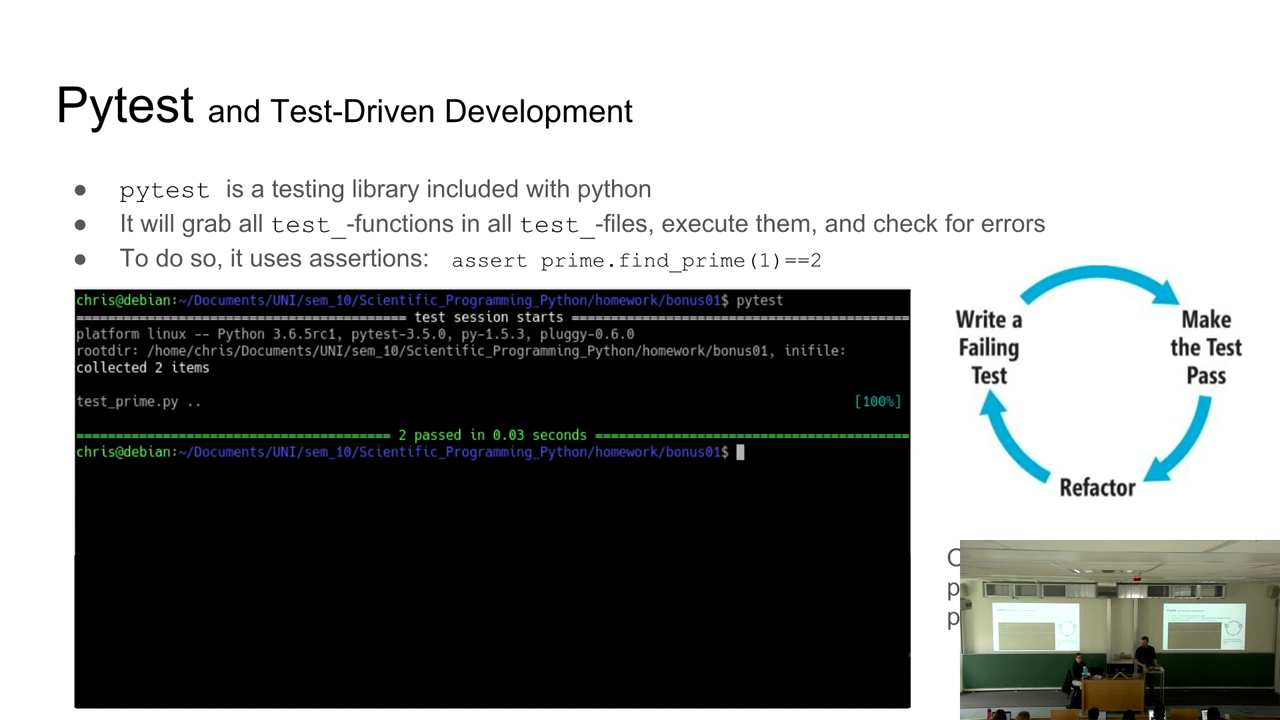 Pytest and Test-Driven Development
● pytest is a testing library included with python
● It will grab all test_-functions in all test_-files, execute them, and check for errors
● To do so, it uses assertions: assert prime.find_prime(1)==2
chris@debian:~/Documents/UNI/sem_10/Scientific_Programming_Python/homework/bonus01$ pytest
test session starts
platform linux -- Python 3.6.5rc1, pytest-3.5.0, py-1.5.3, pluggy-0.6.0
rootdir: /home/chris/Documents/UNI/sem_10/Scientific_Programming_Python/homework/bonus01, inifile:
collected 2 items
test_prime.py .. [100%]
2 passed in 0.03 seconds
chris@debian:~/Documents/UNI/sem_10/Scientific_Programming_Python/homework/bonus01$
Write a
Failing
Test
Make
the Test
Pass
Refactor